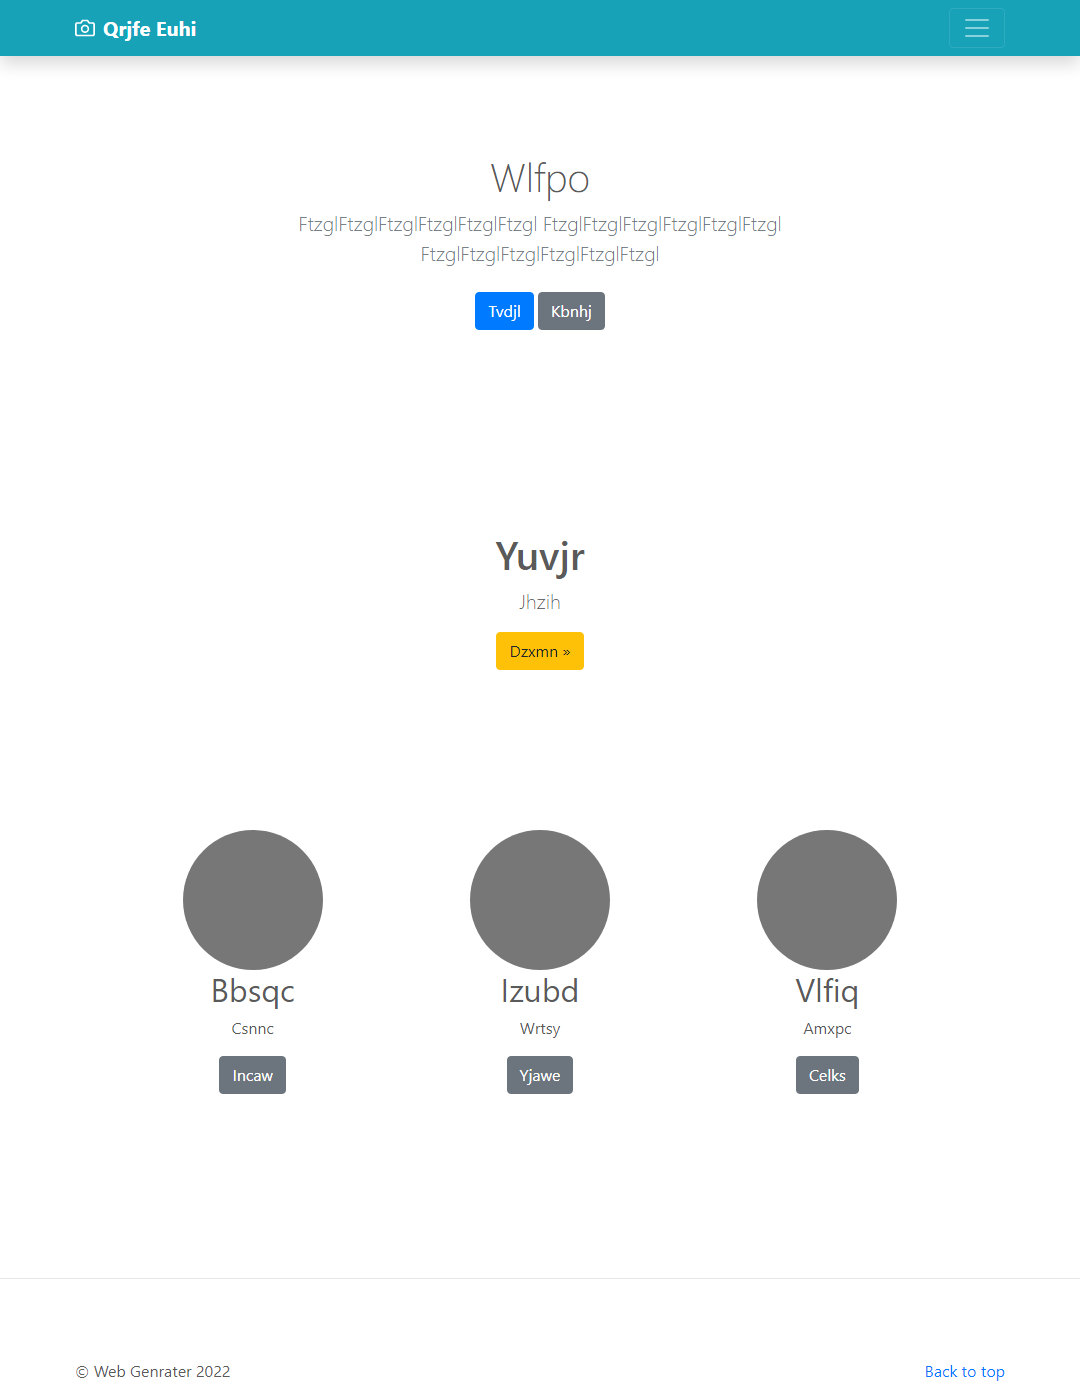 Qrjfe Euhi
Wlfpo
FtzglFtzglFtzglFtzglFtzglFtzgl FtzglFtzglFtzglFtzglFtzglFtzgl
FtzglFtzglFtzglFtzglFtzglFtzgl
Tvdjl Kbnhj
Yuvjr
Jhzih
Dzxmn »
Bbsqc Izubd Vlfiq
Csnnc Wrtsy Amxpc
Incaw Yjawe Celks
© Web Genrater 2022 Back to top